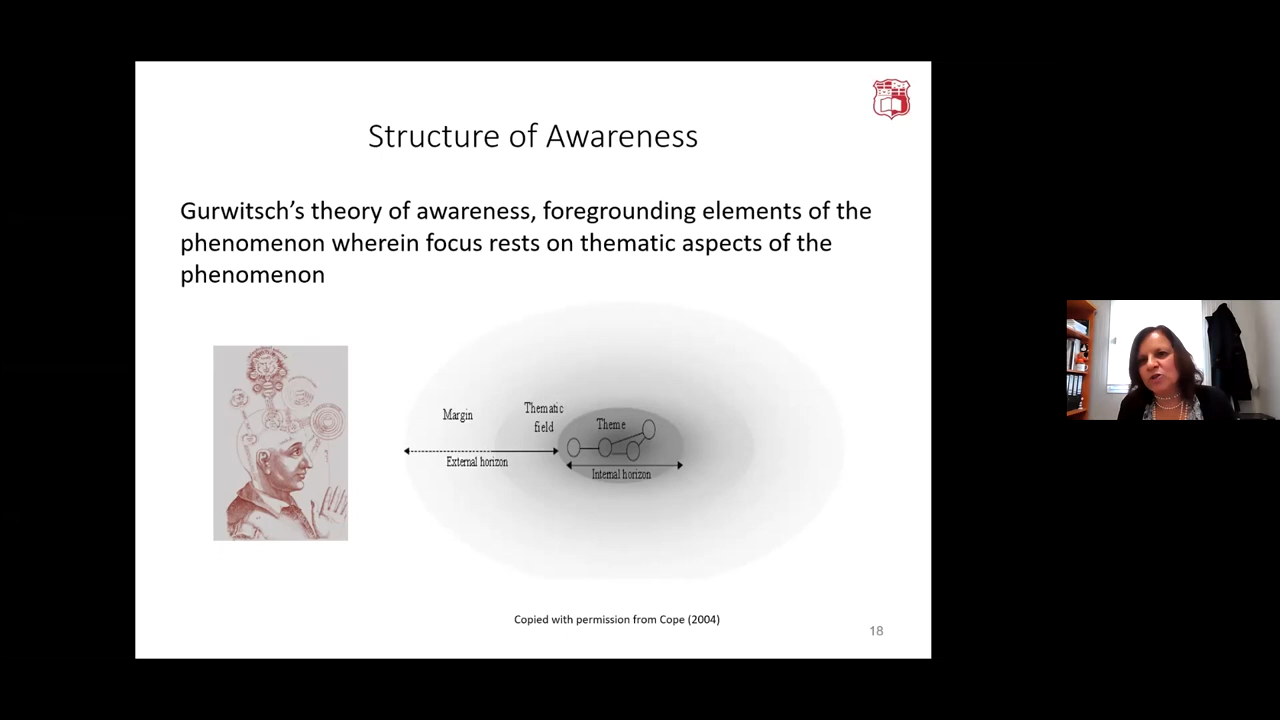 Structure of Awareness
Gurwitsch’s theory of awareness, foregrounding elements of the
phenomenon wherein focus rests on thematic aspects of the
phenomenon
Margin
Thematic
field
Theme
External horizon
Internal horizon
Copied with permission from Cope (2004)
18